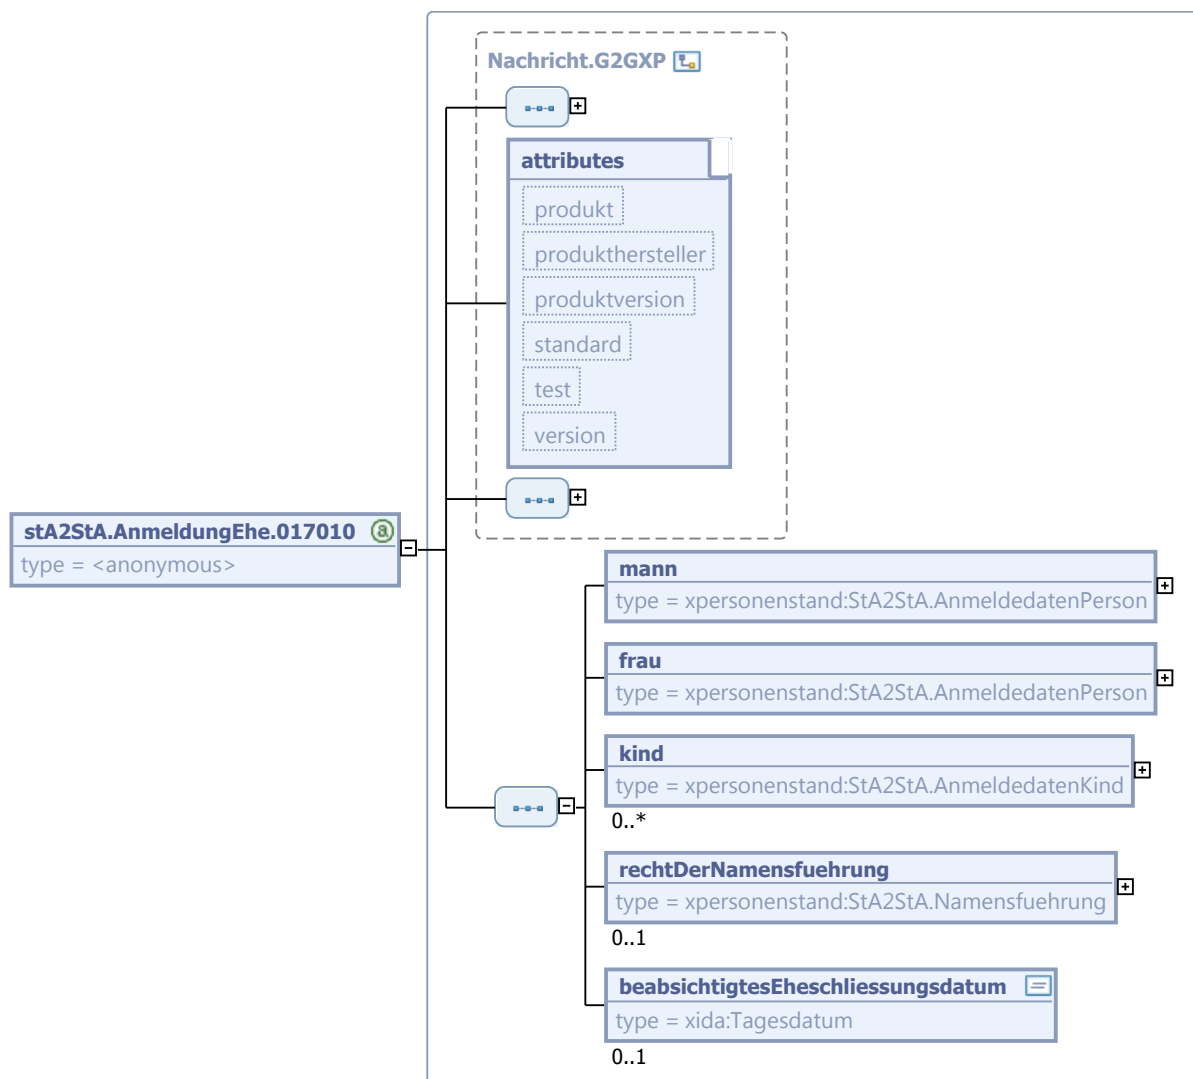 Nachricht.G2GXP
attributes
produkt
produkthersteller
produktversion
standard
test
version
stA2StA.AnmeldungEhe.017010 a
type = <anonymous>
mann
type = xpersonenstand:StA2StA.AnmeldedatenPerson
frau
type = xpersonenstand:StA2StA.AnmeldedatenPerson
kind
type = xpersonenstand:StA2StA.AnmeldedatenKind
0..*
rechtDerNamensfuehrung
type = xpersonenstand:StA2StA.Namensfuehrung
0..1
beabsichtigtesEheschliessungsdatum
type = xida:Tagesdatum
0..1